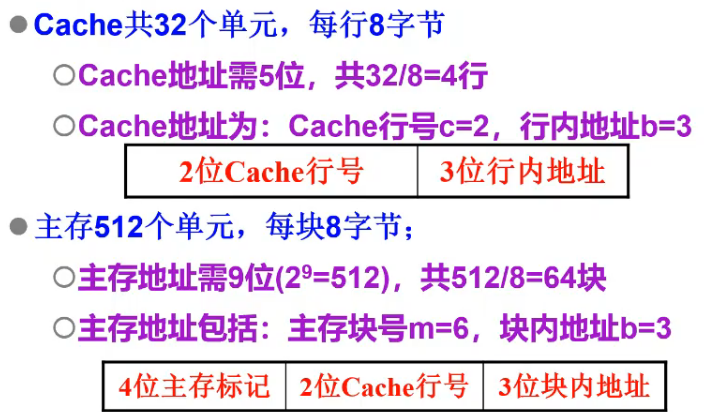 Cache共32个单元，每行8字节
Cache地址需5位，共32/8=4行
Cache地址为：Cache行号c=2，行内地址b=3
2位Cache行号 3位行内地址
主存512个单元，每块8字节；
主存地址需9位(2⁹=512)，共512/8=64块
主存地址包括：主存块号m=6，块内地址b=3
4位主存标记 2位Cache行号 3位块内地址